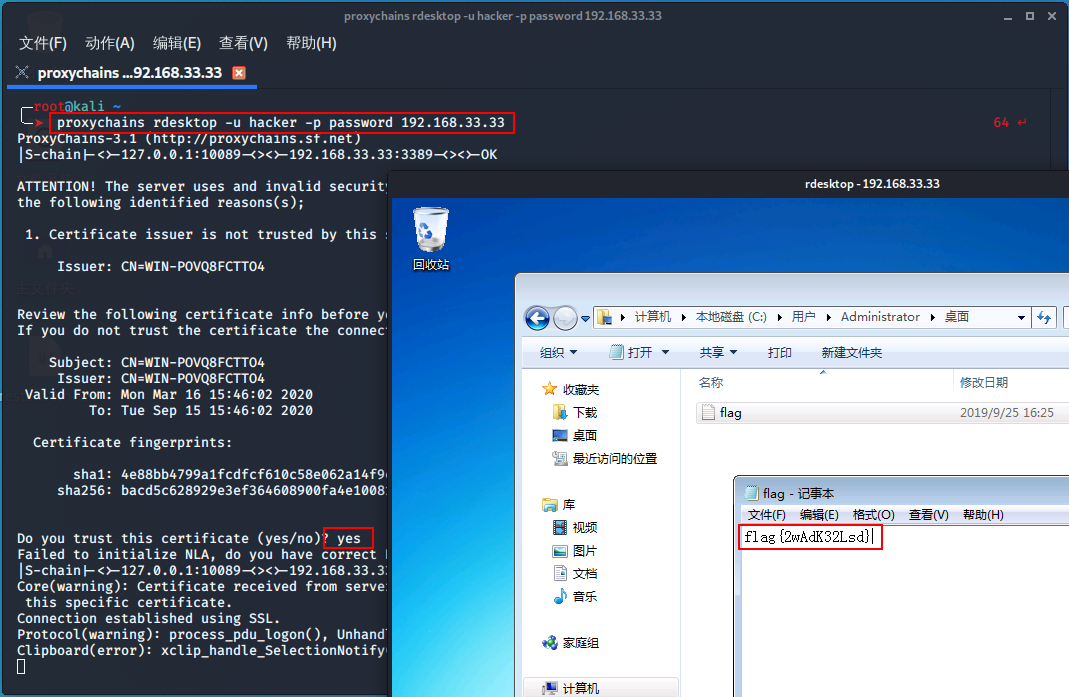 proxychains rdesktop -u hacker -p password 192.168.33.33
文件(F) 动作(A) 编辑(E) 查看(V) 帮助(H)
proxychains ...92.168.33.33
root@kali ~
proxychains rdesktop -u hacker -p password 192.168.33.33
64 ↵
ProxyChains-3.1 (http://proxychains.sf.net)
|S-chain|-<>-127.0.0.1:10089-<><>-192.168.33.33:3389-<><>-OK
ATTENTION! The server uses and invalid security
the following identified reasons(s);
1. Certificate issuer is not trusted by this
Issuer: CN=WIN-POVQ8FCTTO4
Review the following certificate info before
If you do not trust the certificate the connec
Subject: CN=WIN-POVQ8FCTTO4
Issuer: CN=WIN-POVQ8FCTTO4
Valid From: Mon Mar 16 15:46:02 2020
To: Tue Sep 15 15:46:02 2020
Certificate fingerprints:
sha1: 4e88bb4799a1fcdfcf610c58e062a14f9
sha256: bacd5c628929e3ef364608900fa4e1008
Do you trust this certificate (yes/no)? yes
Failed to initialize NLA, do you have correct
|S-chain|-<>-127.0.0.1:10089-<><>-192.168.33.3
Core(warning): Certificate received from serve
this specific certificate.
Connection established using SSL.
Protocol(warning): process_pdu_logon(), Unhand
Clipboard(error): xclip_handle_SelectionNotify
rdesktop - 192.168.33.33
回收站
计算机 本地磁盘 (C:) 用户 Administrator 桌面
组织 打开 共享 打印 新建文件夹
收藏夹
下载
桌面
最近访问的位置
库
视频
图片
文档
音乐
家庭组
计算机
名称 修改日期
flag 2019/9/25 16:25
flag - 记事本
文件(F) 编辑(E) 格式(O) 查看(V) 帮助(H)
flag{2wAdK32Lsd}